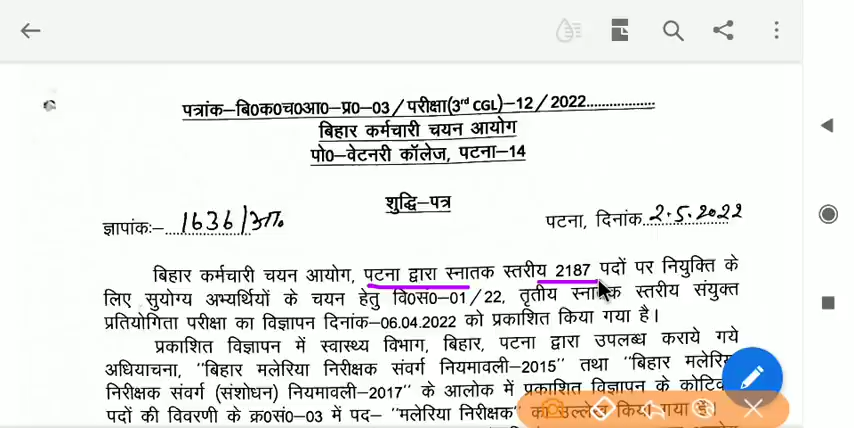 पत्रांक–बि0क0च0आ0–प्र0–03/परीक्षा(3rd CGL)–12/2022..................
बिहार कर्मचारी चयन आयोग
पो0–वेटनरी कॉलेज, पटना–14
शुद्धि–पत्र
ज्ञापांकः– 1636/आ0
पटना, दिनांक 2.5.2022
बिहार कर्मचारी चयन आयोग, पटना द्वारा स्नातक स्तरीय 2187 पदों पर नियुक्ति के
लिए सुयोग्य अभ्यर्थियों के चयन हेतु वि0सं0–01/22, तृतीय स्नातक स्तरीय संयुक्त
प्रतियोगिता परीक्षा का विज्ञापन दिनांक–06.04.2022 को प्रकाशित किया गया है।
प्रकाशित विज्ञापन में स्वास्थ्य विभाग, बिहार, पटना द्वारा उपलब्ध कराये गये
अधियाचना, "बिहार मलेरिया निरीक्षक संवर्ग नियमावली–2015" तथा "बिहार
निरीक्षक संवर्ग (संशोधन) नियमावली–2017" के आलोक में प्रकाशित विज्ञापन के
पदों की विवरणी के क्र0सं0–03 में पद– "मलेरिया निरीक्षक" का उल्लेख किया गया है।